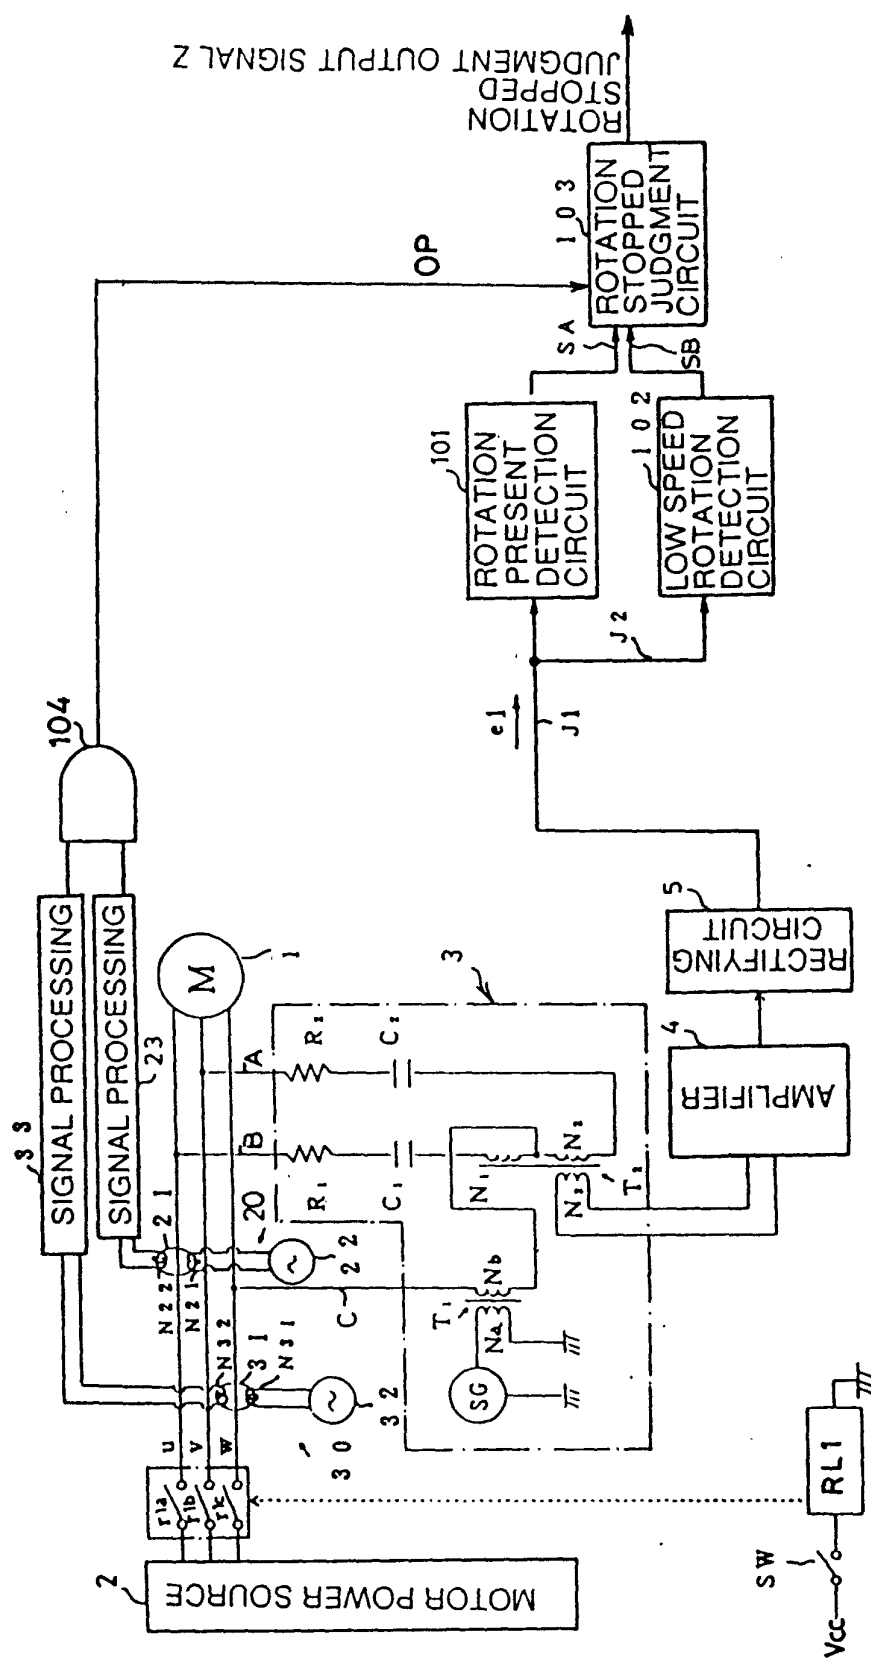 MOTOR POWER SOURCE
2
r1a
r1b
r1c
u
v
w
30
32
31
N32
N31
N22
N21
21
20
22
33
SIGNAL PROCESSING
SIGNAL PROCESSING
23
104
OP
M
1
A
B
C
3
R1
R2
C1
C2
N1
N2
N3
T2
T1
Na
Nb
SG
AMPLIFIER
4
RECTIFYING
CIRCUIT
5
e1
J1
J2
101
ROTATION
PRESENT
DETECTION
CIRCUIT
102
LOW SPEED
ROTATION
DETECTION
CIRCUIT
SA
SB
103
ROTATION
STOPPED
JUDGMENT
CIRCUIT
ROTATION
STOPPED
JUDGMENT OUTPUT SIGNAL Z
Vcc
SW
RL1